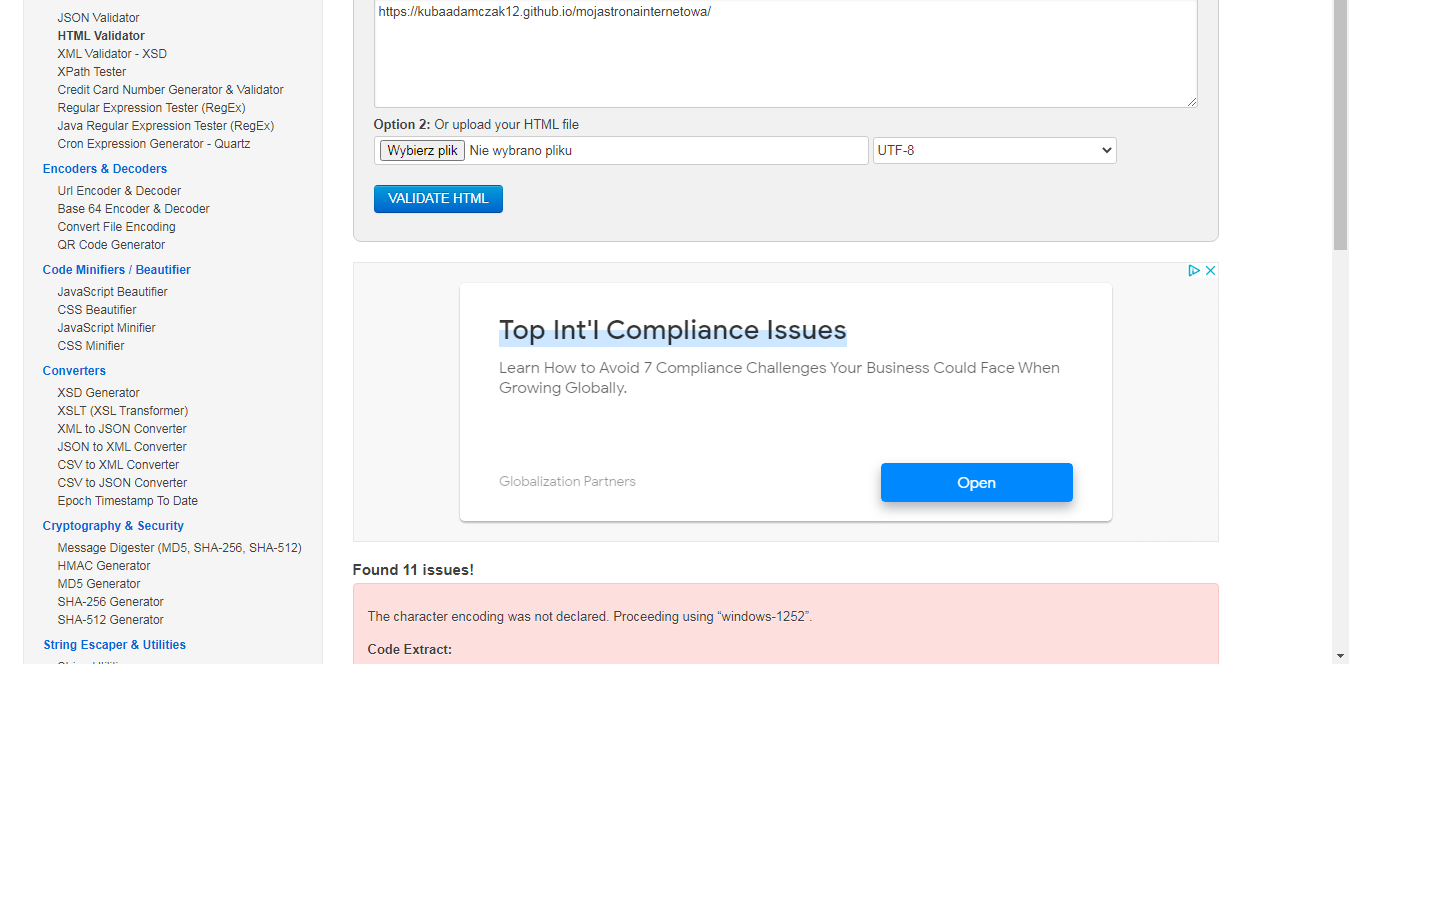 JSON Validator
HTML Validator
XML Validator - XSD
XPath Tester
Credit Card Number Generator & Validator
Regular Expression Tester (RegEx)
Java Regular Expression Tester (RegEx)
Cron Expression Generator - Quartz
Encoders & Decoders
Url Encoder & Decoder
Base 64 Encoder & Decoder
Convert File Encoding
QR Code Generator
Code Minifiers / Beautifier
JavaScript Beautifier
CSS Beautifier
JavaScript Minifier
CSS Minifier
Converters
XSD Generator
XSLT (XSL Transformer)
XML to JSON Converter
JSON to XML Converter
CSV to XML Converter
CSV to JSON Converter
Epoch Timestamp To Date
Cryptography & Security
Message Digester (MD5, SHA-256, SHA-512)
HMAC Generator
MD5 Generator
SHA-256 Generator
SHA-512 Generator
String Escaper & Utilities
https://kubaadamczak12.github.io/mojastronainternetowa/
Option 2: Or upload your HTML file
Wybierz plik Nie wybrano pliku UTF-8
VALIDATE HTML
Top Int'l Compliance Issues
Learn How to Avoid 7 Compliance Challenges Your Business Could Face When
Growing Globally.
Globalization Partners
Open
Found 11 issues!
The character encoding was not declared. Proceeding using “windows-1252”.
Code Extract: